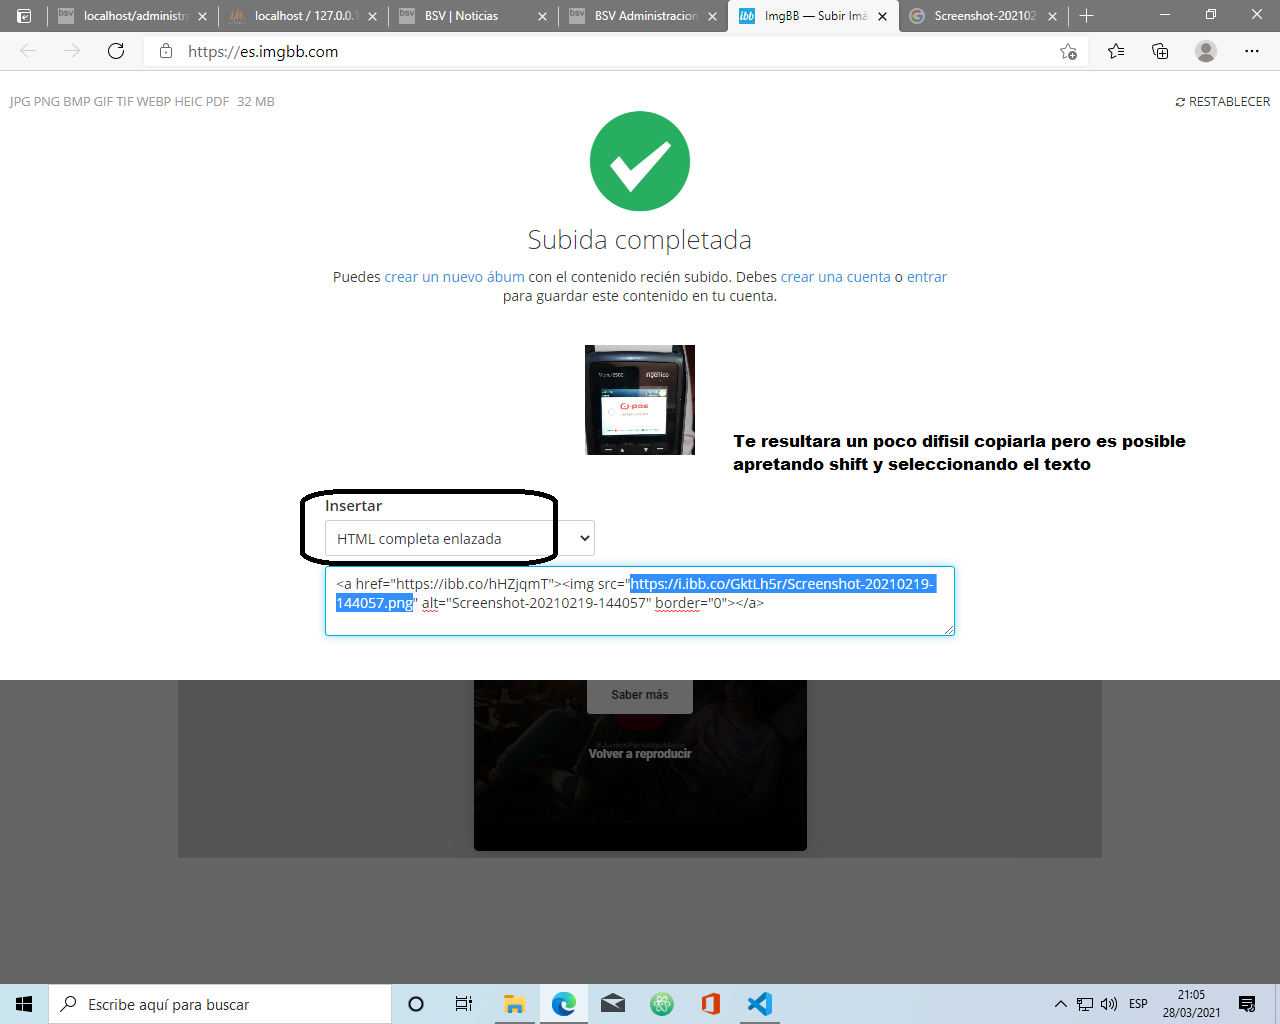 localhost/administra
localhost / 127.0.0.1
BSV | Noticias
BSV Administracion
ImgBB — Subir Imá
Screenshot-202102
https://es.imgbb.com
JPG PNG BMP GIF TIF WEBP HEIC PDF 32 MB
RESTABLECER
Subida completada
Puedes crear un nuevo ábum con el contenido recién subido. Debes crear una cuenta o entrar
para guardar este contenido en tu cuenta.
ingenico
Te resultara un poco difisil copiarla pero es posible
apretando shift y seleccionando el texto
Insertar
HTML completa enlazada
<a href="https://ibb.co/hHZjqmT"><img src="https://i.ibb.co/GktLh5r/Screenshot-20210219-
144057.png" alt="Screenshot-20210219-144057" border="0"></a>
Saber más
#JuntosParaAlgoMejor
Volver a reproducir
Escribe aquí para buscar
ESP
21:05
28/03/2021